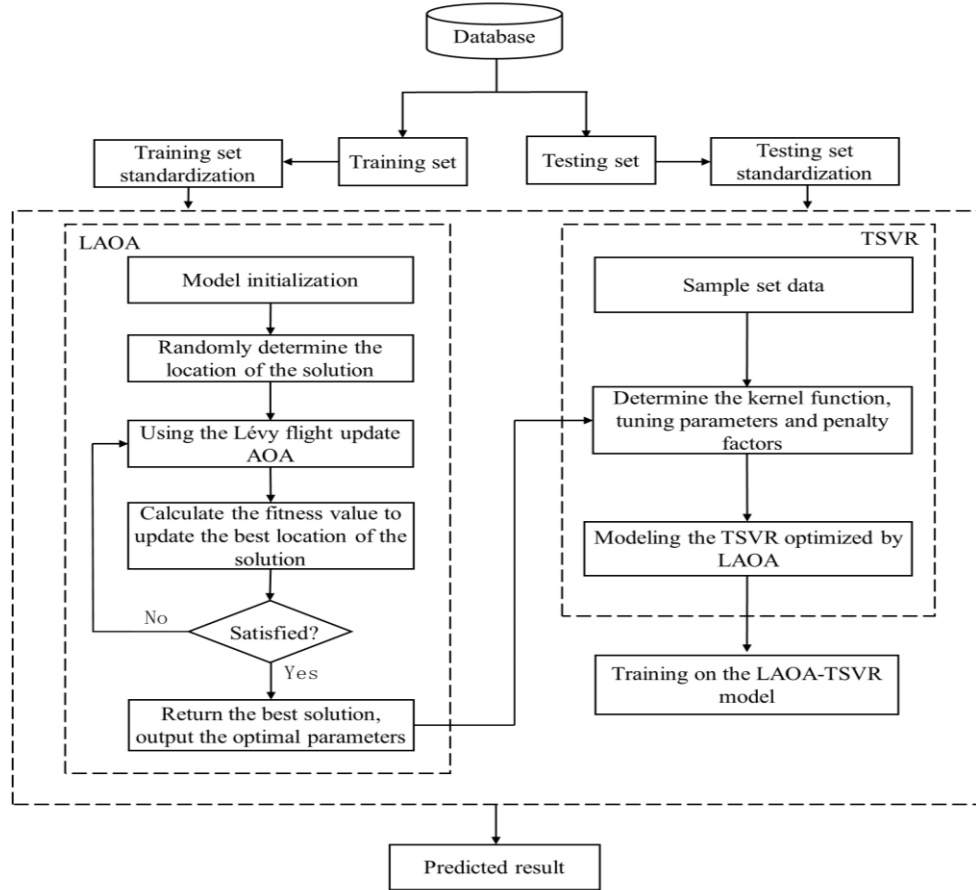 Database
Training set
standardization
Training set
Testing set
Testing set
standardization
LAOA
Model initialization
Randomly determine the
location of the solution
Using the Lévy flight update
AOA
Calculate the fitness value to
update the best location of the
solution
Satisfied?
No
Yes
Return the best solution,
output the optimal parameters
TSVR
Sample set data
Determine the kernel function,
tuning parameters and penalty
factors
Modeling the TSVR optimized by
LAOA
Training on the LAOA-TSVR
model
Predicted result